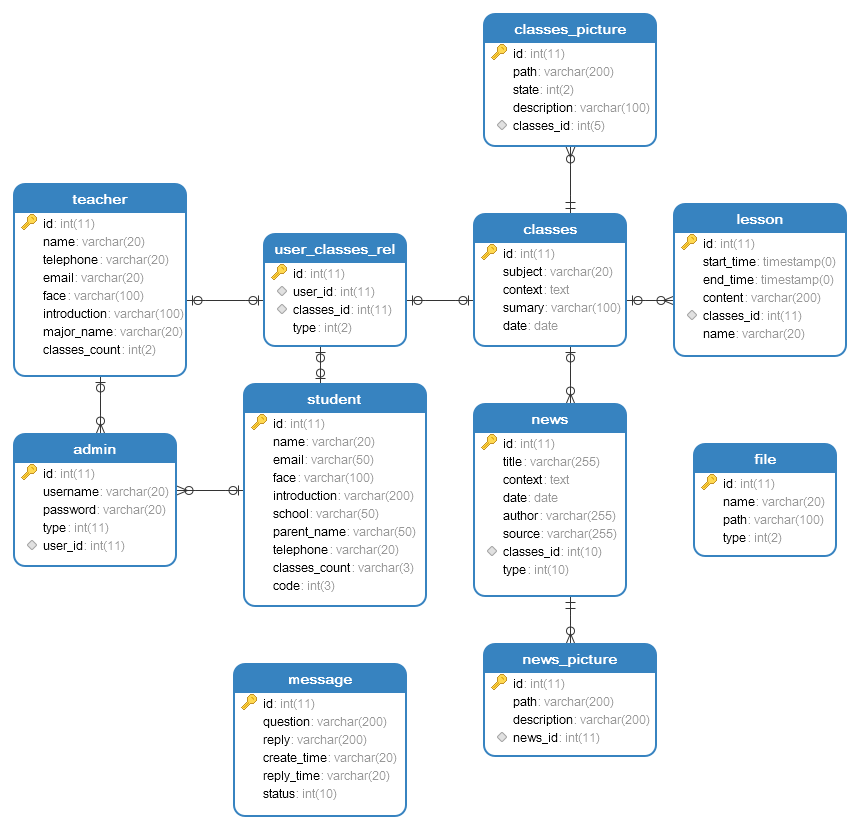 classes_picture
id: int(11)
path: varchar(200)
state: int(2)
description: varchar(100)
classes_id: int(5)
teacher
id: int(11)
name: varchar(20)
telephone: varchar(20)
email: varchar(20)
face: varchar(100)
introduction: varchar(100)
major_name: varchar(20)
classes_count: int(2)
user_classes_rel
id: int(11)
user_id: int(11)
classes_id: int(11)
type: int(2)
classes
id: int(11)
subject: varchar(20)
context: text
sumary: varchar(100)
date: date
lesson
id: int(11)
start_time: timestamp(0)
end_time: timestamp(0)
content: varchar(200)
classes_id: int(11)
name: varchar(20)
admin
id: int(11)
username: varchar(20)
password: varchar(20)
type: int(11)
user_id: int(11)
student
id: int(11)
name: varchar(20)
email: varchar(50)
face: varchar(100)
introduction: varchar(200)
school: varchar(50)
parent_name: varchar(50)
telephone: varchar(20)
classes_count: varchar(3)
code: int(3)
news
id: int(11)
title: varchar(255)
context: text
date: date
author: varchar(255)
source: varchar(255)
classes_id: int(10)
type: int(10)
file
id: int(11)
name: varchar(20)
path: varchar(100)
type: int(2)
message
id: int(11)
question: varchar(200)
reply: varchar(200)
create_time: varchar(20)
reply_time: varchar(20)
status: int(10)
news_picture
id: int(11)
path: varchar(200)
description: varchar(200)
news_id: int(11)